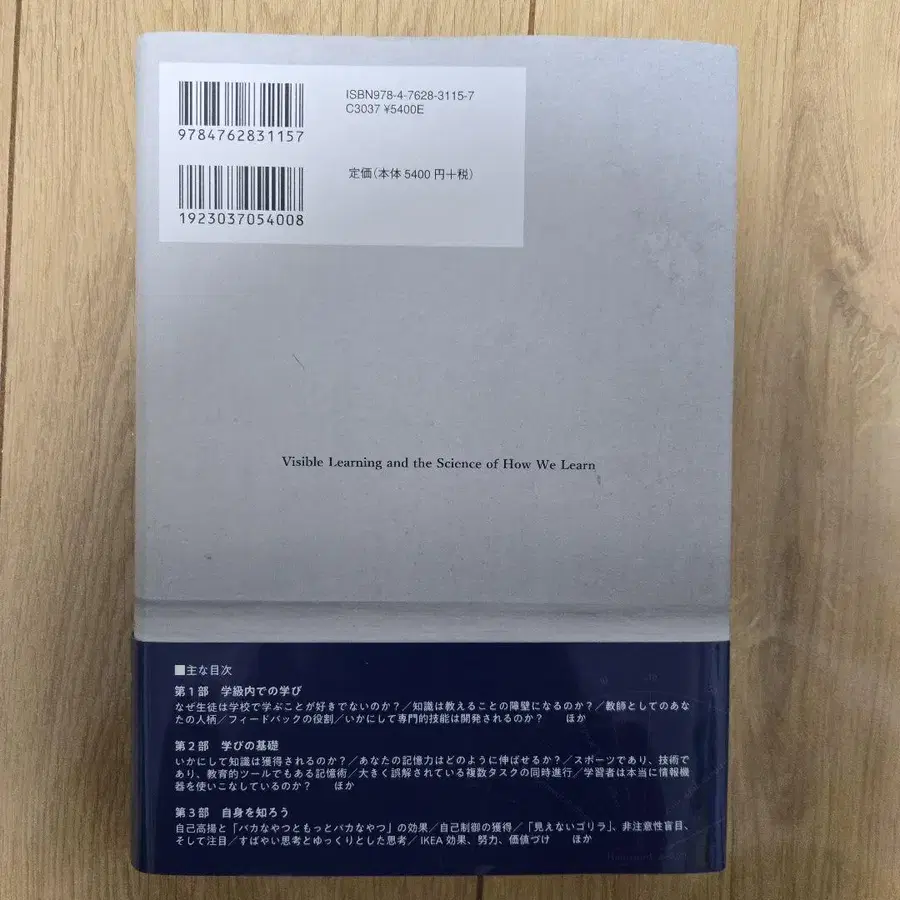 ISBN978-4-7628-3115-7
C3037 ¥5400E
9784762831157
定価(本体 5400 円+税)
1923037054008
Visible Learning and the Science of How We Learn
■主な目次
第1部 学級内での学び
なぜ生徒は学校で学ぶことが好きでないのか?/知識は教えることの障壁になるのか?/教師としてのあな
たの人柄/フィードバックの役割/いかにして専門的技能は開発されるのか? ほか
第2部 学びの基礎
いかにして知識は獲得されるのか?/あなたの記憶力はどのように伸ばせるか?/スポーツであり、技術で
あり、教育的ツールでもある記憶術/大きく誤解されている複数タスクの同時進行/学習者は本当に情報機
器を使いこなしているのか? ほか
第3部 自身を知ろう
自己高揚と「バカなやつともっとバカなやつ」の効果/自己制御の獲得/「見えないゴリラ」、非注意性盲目、
そして注目/すばやい思考とゆっくりとした思考/IKEA 効果、努力、価値づけ ほか